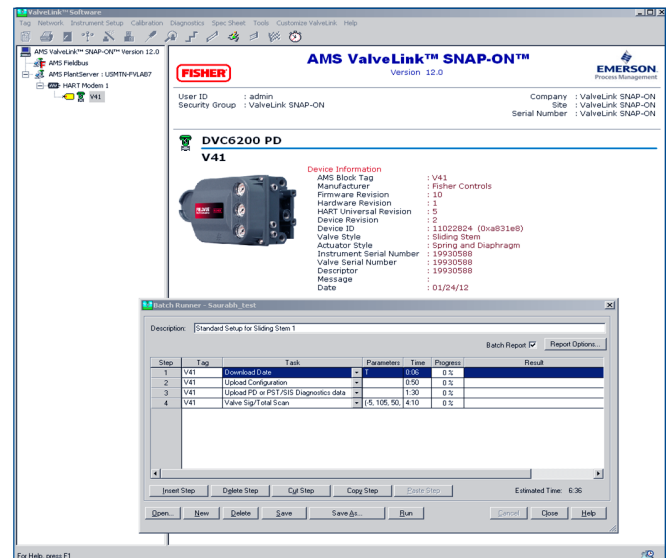 ValveLink™ Software
Tag Network Instrument Setup Calibration Diagnostics Spec Sheet Tools Customize ValveLink Help
AMS ValveLink™ SNAP-ON™ Version 12.0
AMS Fieldbus
AMS PlantServer : USMTN-FVLAB7
HART Modem 1
V41
FISHER
AMS ValveLink™ SNAP-ON™
Version 12.0
EMERSON
Process Management
User ID : admin
Security Group : ValveLink SNAP-ON
Company : ValveLink SNAP-ON
Site : ValveLink SNAP-ON
Serial Number : ValveLink SNAP-ON
DVC6200 PD
V41
Device Information
AMS Block Tag : V41
Manufacturer : Fisher Controls
Firmware Revision : 10
Hardware Revision : 1
HART Universal Revision : 5
Device Revision : 2
Device ID : 11022824 (0xa831e8)
Valve Style : Sliding Stem
Actuator Style : Spring and Diaphragm
Instrument Serial Number : 19930588
Valve Serial Number : 19930588
Descriptor : 19930588
Message :
Date : 01/24/12
Batch Runner - Saurabh_text
Description: Standard Setup for Sliding Stem 1
Batch Report Report Options...
Step Tag Task Parameters Time Progress Result
1 V41 Download Date T 0:06 0 %
2 V41 Upload Configuration 0:50 0 %
3 V41 Upload PD or PST/SIS Diagnostics data 1:30 0 %
4 V41 Valve Sig/Total Scan (-5, 105, 50, 4:10 0 %
Insert Step Delete Step Cut Step Copy Step Paste Step Estimated Time: 6:36
Open... New Delete Save Save As... Run Cancel Close Help
For Help, press F1